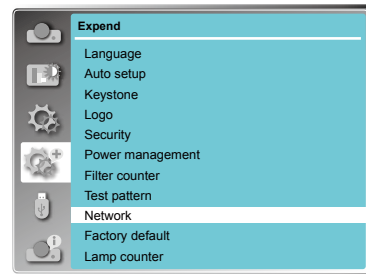 Expend
Language
Auto setup
Keystone
Logo
Security
Power management
Filter counter
Test pattern
Network
Factory default
Lamp counter